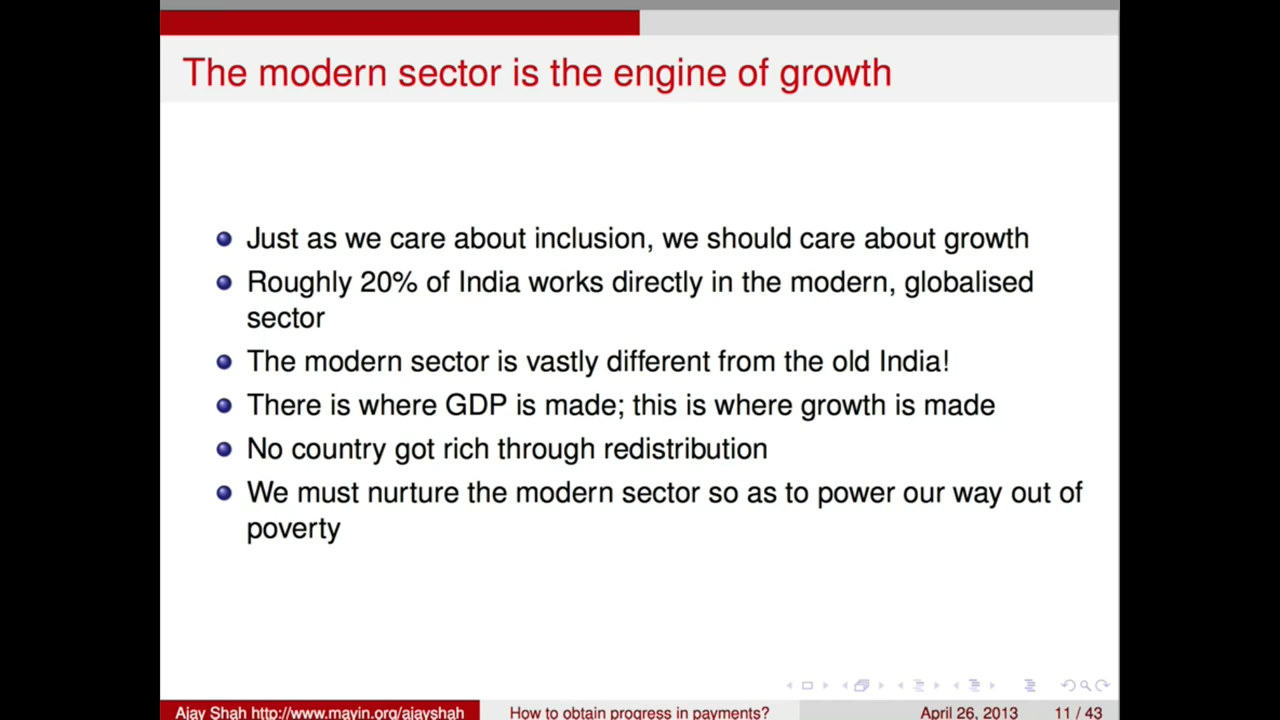 The modern sector is the engine of growth
Just as we care about inclusion, we should care about growth
Roughly 20% of India works directly in the modern, globalised
sector
The modern sector is vastly different from the old India!
There is where GDP is made; this is where growth is made
No country got rich through redistribution
We must nurture the modern sector so as to power our way out of
poverty
Ajay Shah http://www.mayin.org/ajayshah How to obtain progress in payments? April 26, 2013 11 / 43